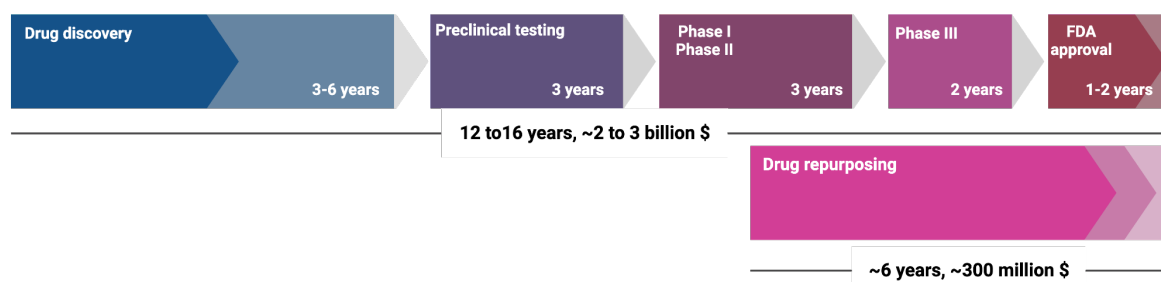 Drug discovery
3-6 years
Preclinical testing
3 years
Phase I
Phase II
3 years
Phase III
2 years
FDA
approval
1-2 years
12 to16 years, ~2 to 3 billion $
Drug repurposing
~6 years, ~300 million $